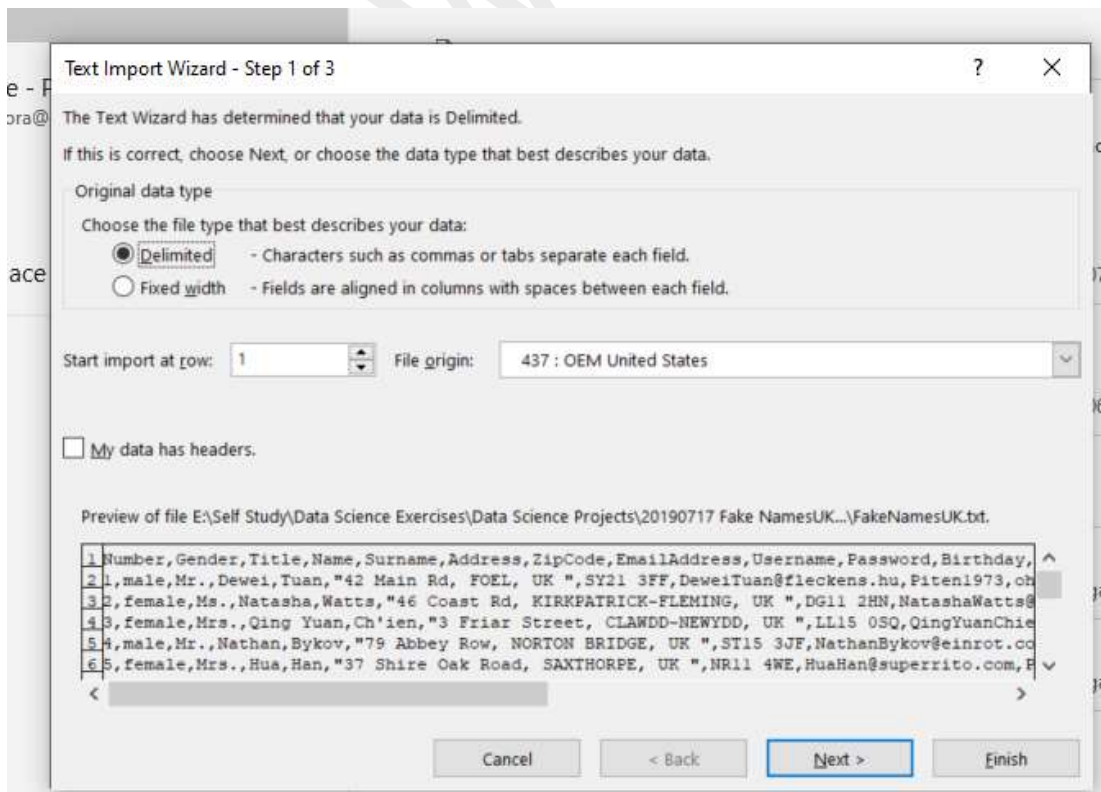 Text Import Wizard - Step 1 of 3
?
e - P
ora@
The Text Wizard has determined that your data is Delimited.
If this is correct, choose Next, or choose the data type that best describes your data.
Original data type
Choose the file type that best describes your data:
Delimited - Characters such as commas or tabs separate each field.
ace
Fixed width - Fields are aligned in columns with spaces between each field.
Start import at row: 1 File origin: 437 : OEM United States
My data has headers.
Preview of file E:\Self Study\Data Science Exercises\Data Science Projects\20190717 Fake NamesUK...\FakeNamesUK.txt.
1 Number,Gender,Title,Name,Surname,Address,ZipCode,EmailAddress,Username,Password,Birthday,
2 1,male,Mr.,Dewei,Tuan,"42 Main Rd, FOEL, UK ",SY21 3FF,DeweiTuan@fleckens.hu,Piten1973,oh
3 2,female,Ms.,Natasha,Watts,"46 Coast Rd, KIRKPATRICK-FLEMING, UK ",DG11 2HN,NatashaWatts@
4 3,female,Mrs.,Qing Yuan,Ch'ien,"3 Friar Street, CLAWDD-NEWYDD, UK ",LL15 0SQ,QingYuanChie
5 4,male,Mr.,Nathan,Bykov,"79 Abbey Row, NORTON BRIDGE, UK ",ST15 3JF,NathanBykov@einrot.co
6 5,female,Mrs.,Hua,Han,"37 Shire Oak Road, SAXTHORPE, UK ",NR11 4WE,HuaHan@superrito.com,P
Cancel < Back Next > Finish